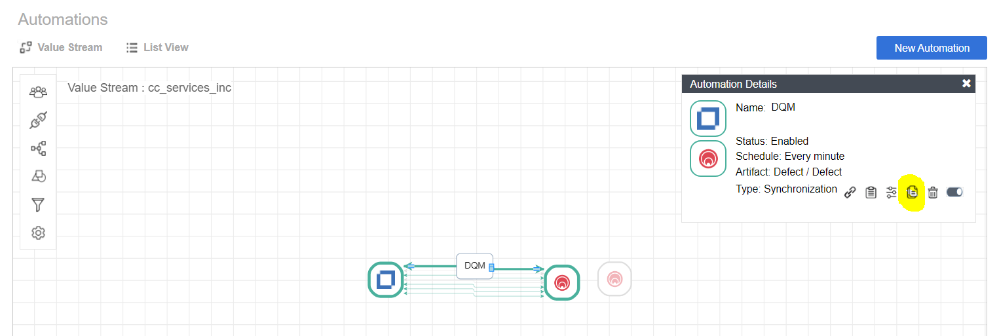 Automations
Value Stream
List View
New Automation
Value Stream : cc_services_inc
Automation Details
Name: DQM
Status: Enabled
Schedule: Every minute
Artifact: Defect / Defect
Type: Synchronization
DQM